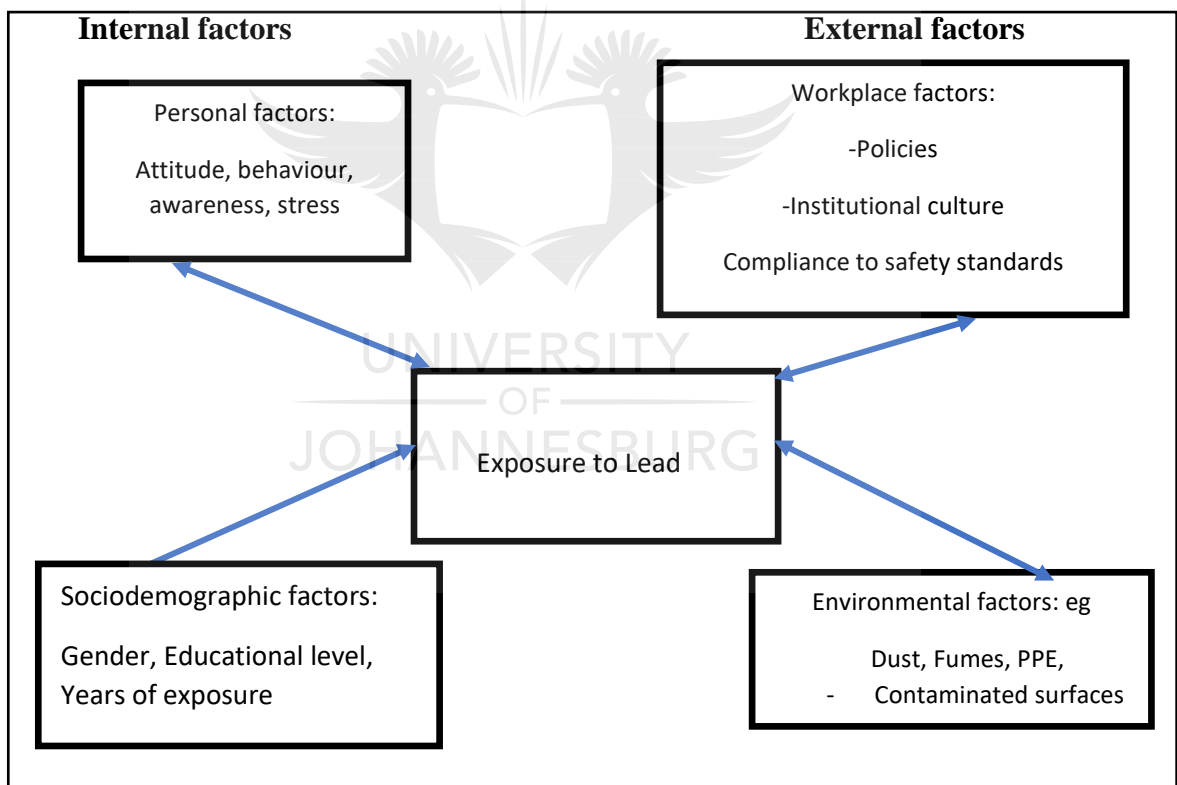 Internal factors
External factors
Personal factors:
Attitude, behaviour,
awareness, stress
Workplace factors:
-Policies
-Institutional culture
Compliance to safety standards
UNIVERSITY
OF
JOHANNESBURG
Exposure to Lead
Sociodemographic factors:
Gender, Educational level,
Years of exposure
Environmental factors: eg
Dust, Fumes, PPE,
- Contaminated surfaces